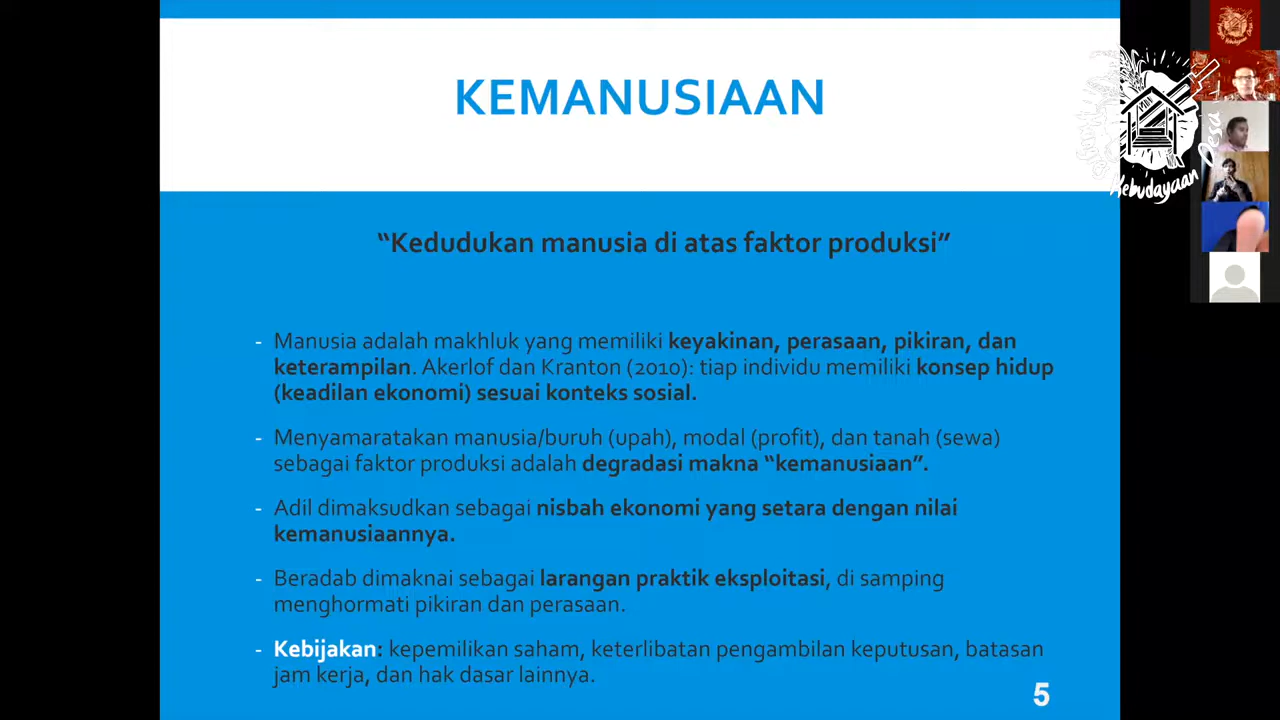 KEMANUSIAAN
“Kedudukan manusia di atas faktor produksi”
- Manusia adalah makhluk yang memiliki keyakinan, perasaan, pikiran, dan
keterampilan. Akerlof dan Kranton (2010): tiap individu memiliki konsep hidup
(keadilan ekonomi) sesuai konteks sosial.
- Menyamaratakan manusia/buruh (upah), modal (profit), dan tanah (sewa)
sebagai faktor produksi adalah degradasi makna “kemanusiaan”.
- Adil dimaksudkan sebagai nisbah ekonomi yang setara dengan nilai
kemanusiaannya.
- Beradab dimaknai sebagai larangan praktik eksploitasi, di samping
menghormati pikiran dan perasaan.
- Kebijakan: kepemilikan saham, keterlibatan pengambilan keputusan, batasan
jam kerja, dan hak dasar lainnya.
5
Kebudayaan Desa